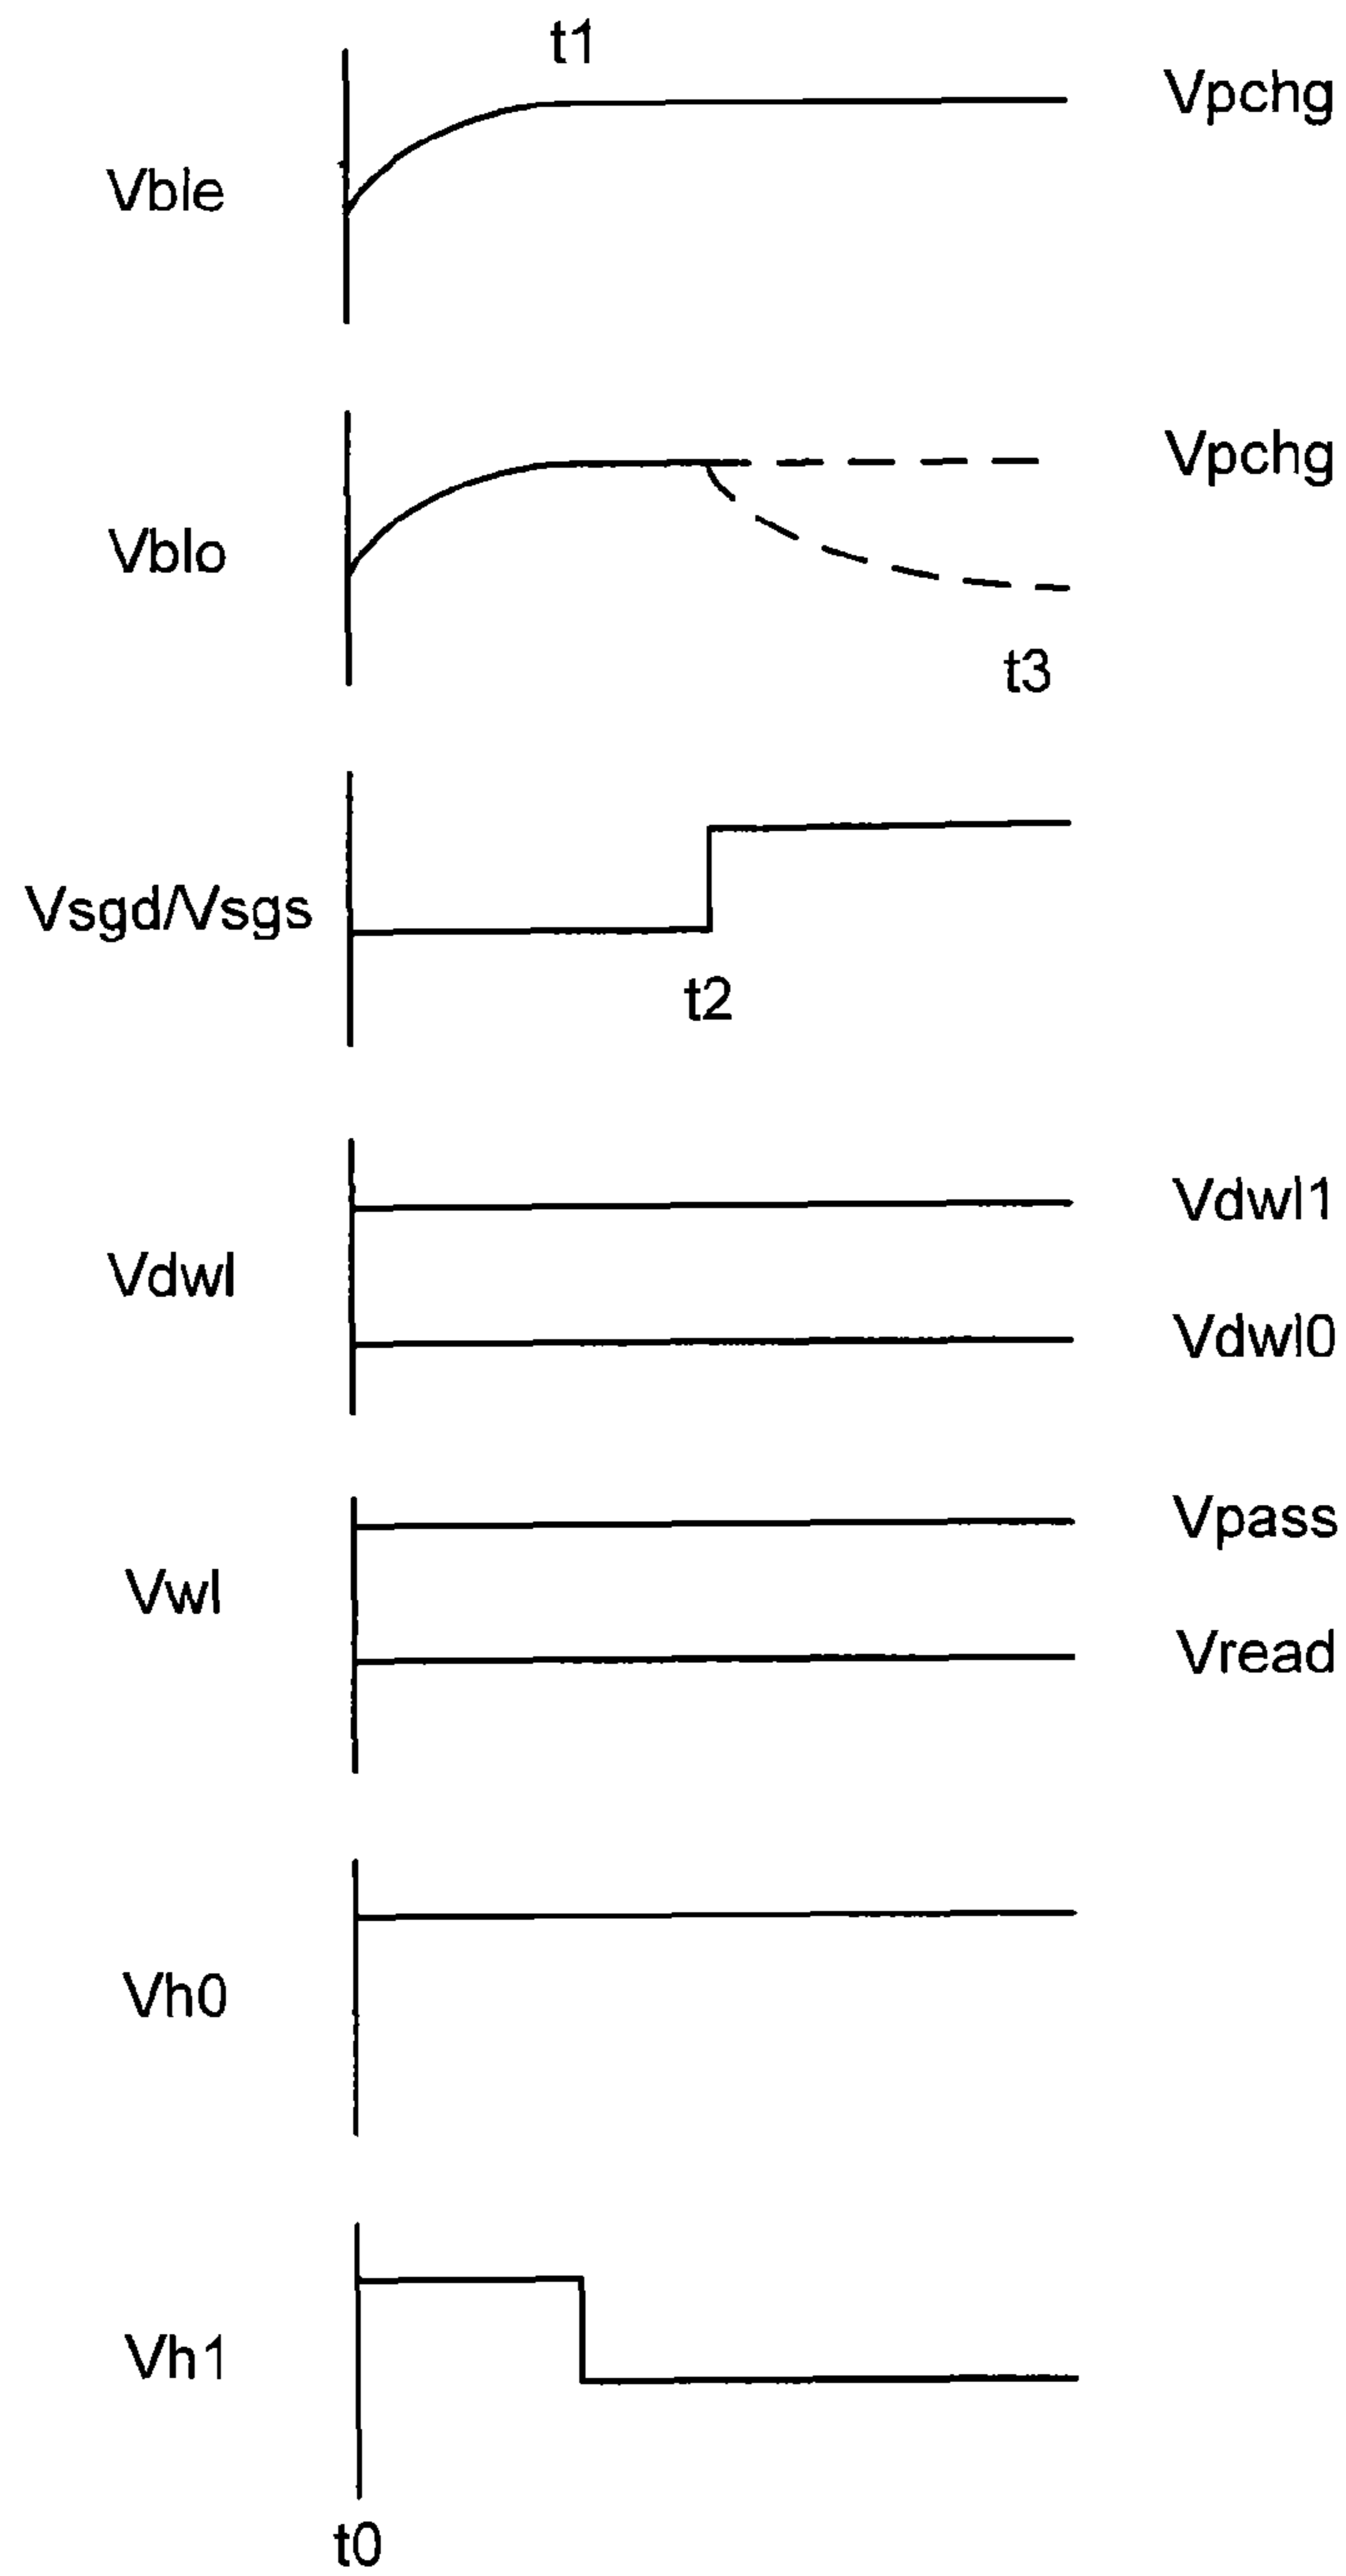 t1
Vpchg
Vble
Vpchg
Vblo
t3
Vsgd/Vsgs
t2
Vdwl1
Vdwl
Vdwl0
Vpass
Vwl
Vread
Vh0
Vh1
t0